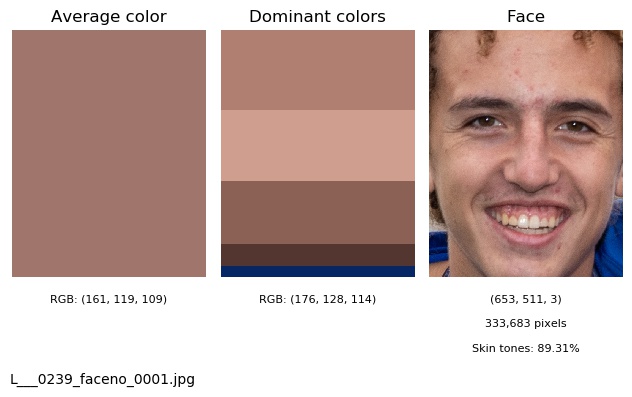 Average color
Dominant colors
Face
RGB: (161, 119, 109)
RGB: (176, 128, 114)
(653, 511, 3)
333,683 pixels
Skin tones: 89.31%
L___0239_faceno_0001.jpg